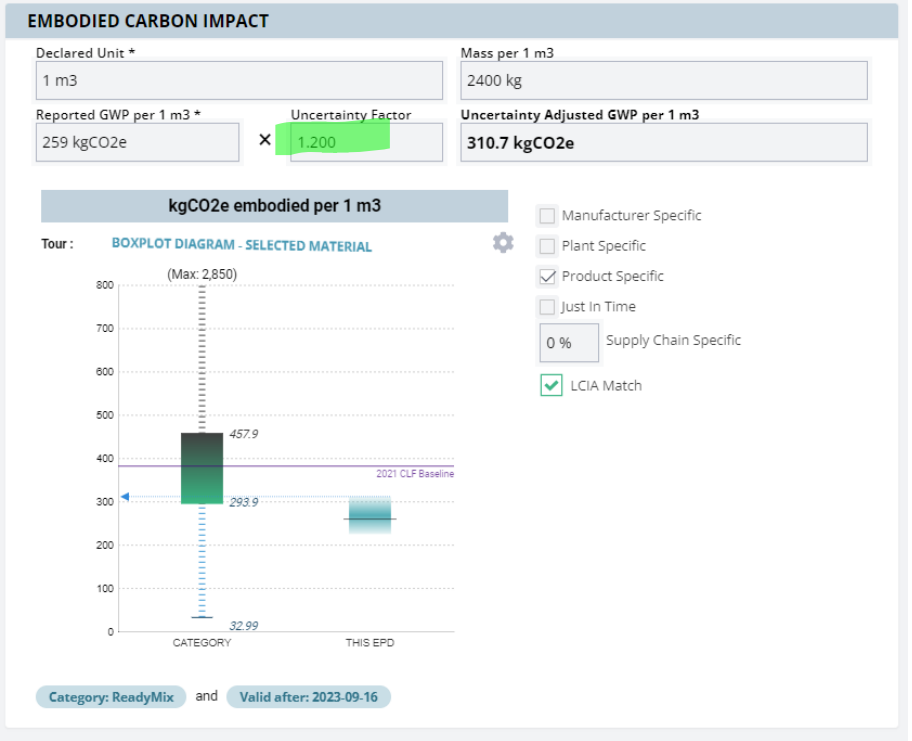 EMBODIED CARBON IMPACT
Declared Unit *
Mass per 1 m3
1 m3
2400 kg
Reported GWP per 1 m3 *
Uncertainty Factor
Uncertainty Adjusted GWP per 1 m3
259 kgCO2e
×
1.200
310.7 kgCO2e
kgCO2e embodied per 1 m3
Tour :
BOXPLOT DIAGRAM - SELECTED MATERIAL
(Max: 2,850)
800
700
600
500
400
300
200
100
0
457.9
2021 CLF Baseline
293.9
32.99
CATEGORY
THIS EPD
Manufacturer Specific
Plant Specific
Product Specific
Just In Time
0 %
Supply Chain Specific
LCIA Match
Category: ReadyMix
and
Valid after: 2023-09-16